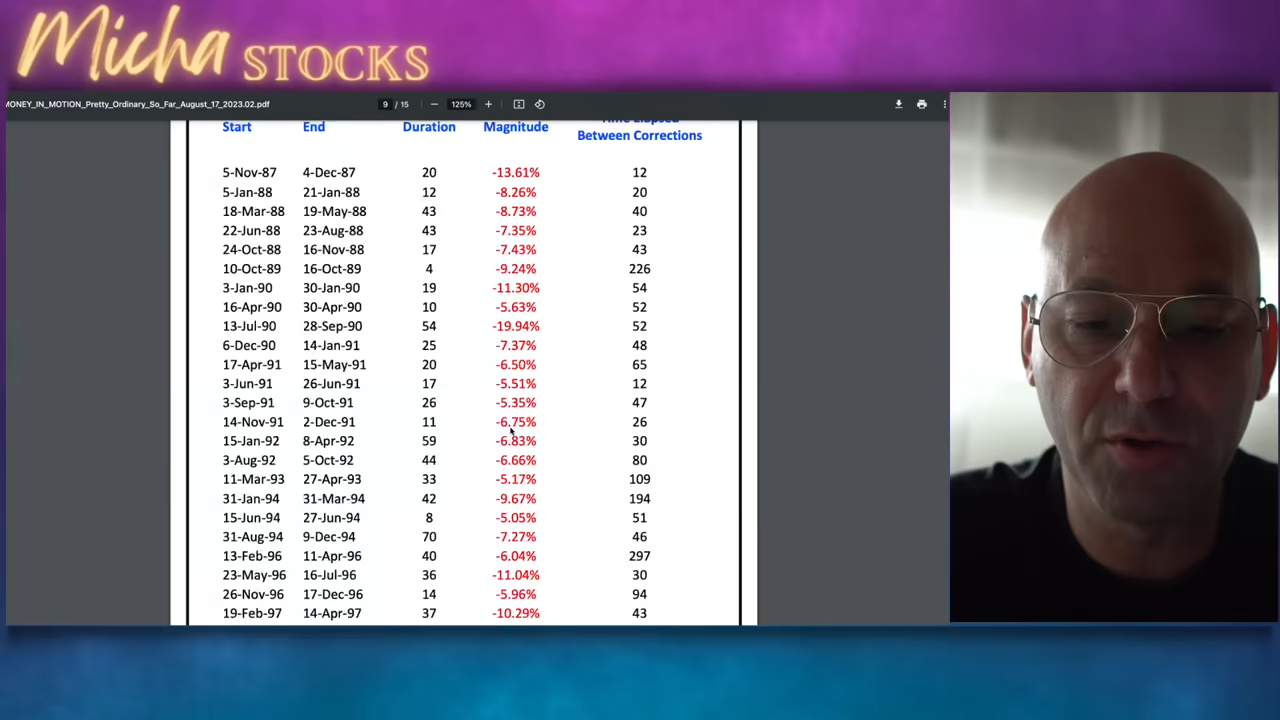 Micha STOCKS
MONEY_IN_MOTION_Pretty_Ordinary_So_Far_August_17_2023.02.pdf 9 / 15 125%
Time Elapsed
Start End Duration Magnitude Between Corrections
5-Nov-87 4-Dec-87 20 -13.61% 12
5-Jan-88 21-Jan-88 12 -8.26% 20
18-Mar-88 19-May-88 43 -8.73% 40
22-Jun-88 23-Aug-88 43 -7.35% 23
24-Oct-88 16-Nov-88 17 -7.43% 43
10-Oct-89 16-Oct-89 4 -9.24% 226
3-Jan-90 30-Jan-90 19 -11.30% 54
16-Apr-90 30-Apr-90 10 -5.63% 52
13-Jul-90 28-Sep-90 54 -19.94% 52
6-Dec-90 14-Jan-91 25 -7.37% 48
17-Apr-91 15-May-91 20 -6.50% 65
3-Jun-91 26-Jun-91 17 -5.51% 12
3-Sep-91 9-Oct-91 26 -5.35% 47
14-Nov-91 2-Dec-91 11 -6.75% 26
15-Jan-92 8-Apr-92 59 -6.83% 30
3-Aug-92 5-Oct-92 44 -6.66% 80
11-Mar-93 27-Apr-93 33 -5.17% 109
31-Jan-94 31-Mar-94 42 -9.67% 194
15-Jun-94 27-Jun-94 8 -5.05% 51
31-Aug-94 9-Dec-94 70 -7.27% 46
13-Feb-96 11-Apr-96 40 -6.04% 297
23-May-96 16-Jul-96 36 -11.04% 30
26-Nov-96 17-Dec-96 14 -5.96% 94
19-Feb-97 14-Apr-97 37 -10.29% 43